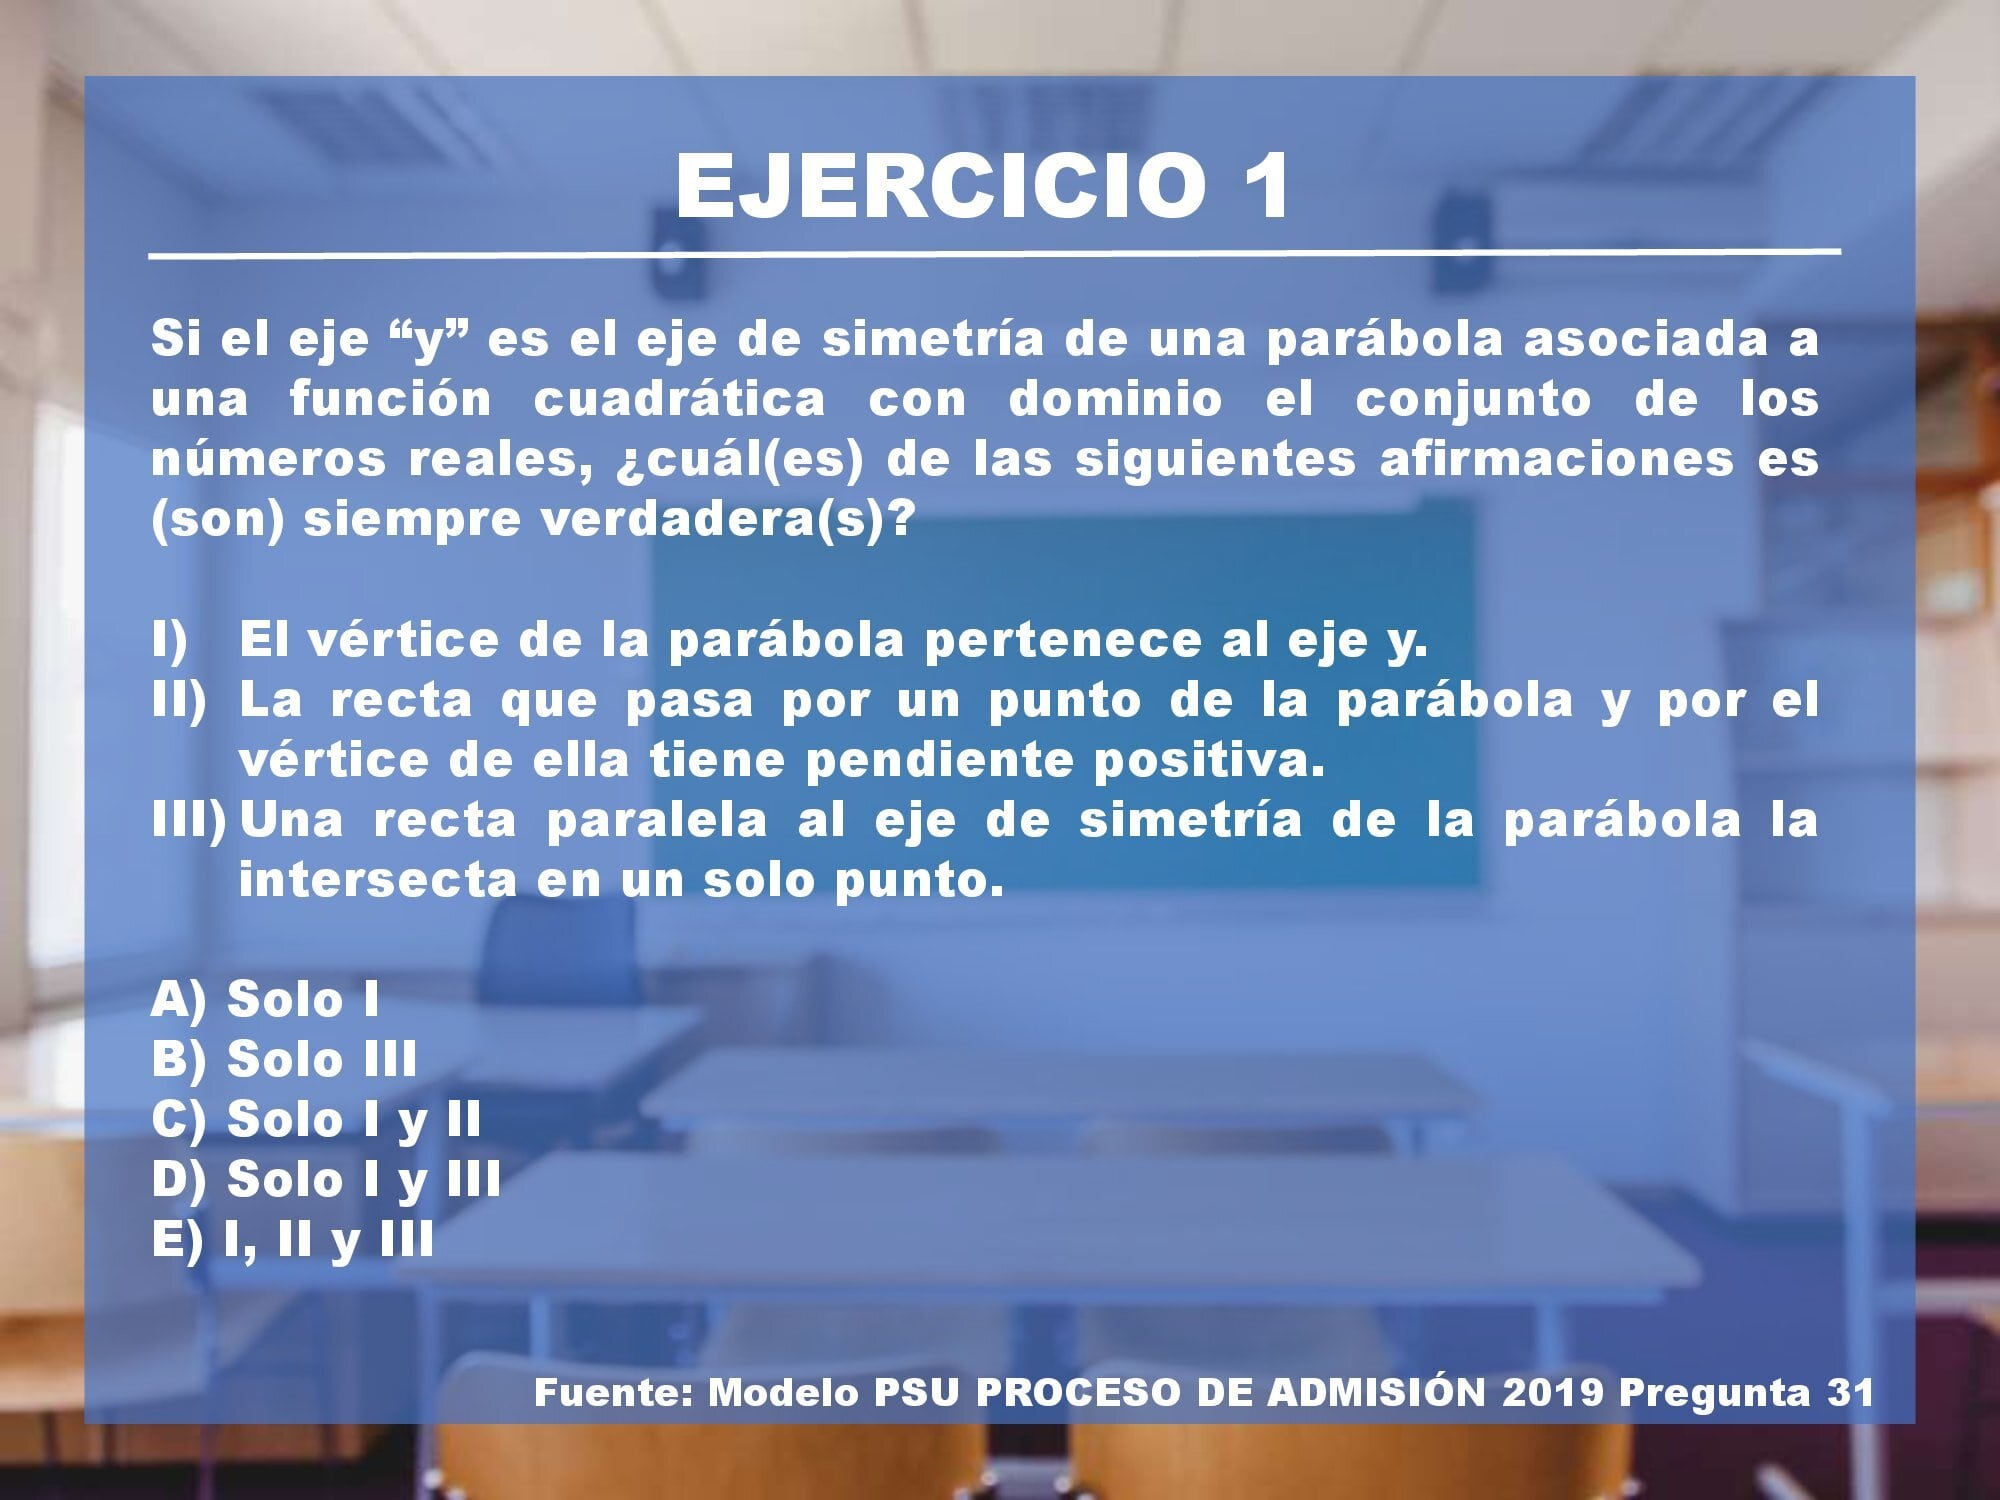 EJERCICIO 1
Si el eje “y” es el eje de simetría de una parábola asociada a
una función cuadrática con dominio el conjunto de los
números reales, ¿cuál(es) de las siguientes afirmaciones es
(son) siempre verdadera(s)?
I) El vértice de la parábola pertenece al eje y.
II) La recta que pasa por un punto de la parábola y por el
vértice de ella tiene pendiente positiva.
III) Una recta paralela al eje de simetría de la parábola la
intersecta en un solo punto.
A) Solo I
B) Solo III
C) Solo I y II
D) Solo I y III
E) I, II y III
Fuente: Modelo PSU PROCESO DE ADMISIÓN 2019 Pregunta 31